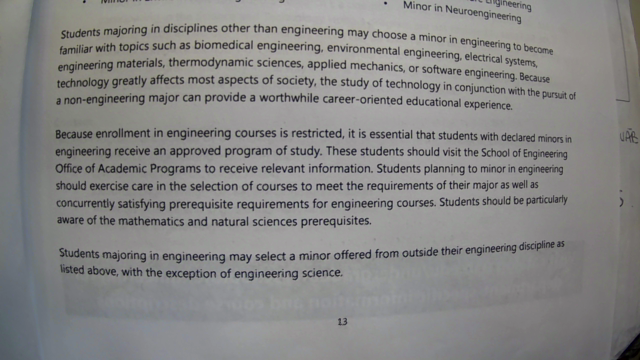 Minor in
Engineering
• Minor in Neuroengineering
Students majoring in disciplines other than engineering may choose a minor in engineering to become
familiar with topics such as biomedical engineering, environmental engineering, electrical systems,
engineering materials, thermodynamic sciences, applied mechanics, or software engineering. Because
technology greatly affects most aspects of society, the study of technology in conjunction with the pursuit of
a non-engineering major can provide a worthwhile career-oriented educational experience.
Because enrollment in engineering courses is restricted, it is essential that students with declared minors in
engineering receive an approved program of study. These students should visit the School of Engineering
Office of Academic Programs to receive relevant information. Students planning to minor in engineering
should exercise care in the selection of courses to meet the requirements of their major as well as
concurrently satisfying prerequisite requirements for engineering courses. Students should be particularly
aware of the mathematics and natural sciences prerequisites.
Students majoring in engineering may select a minor offered from outside their engineering discipline as
listed above, with the exception of engineering science.
13